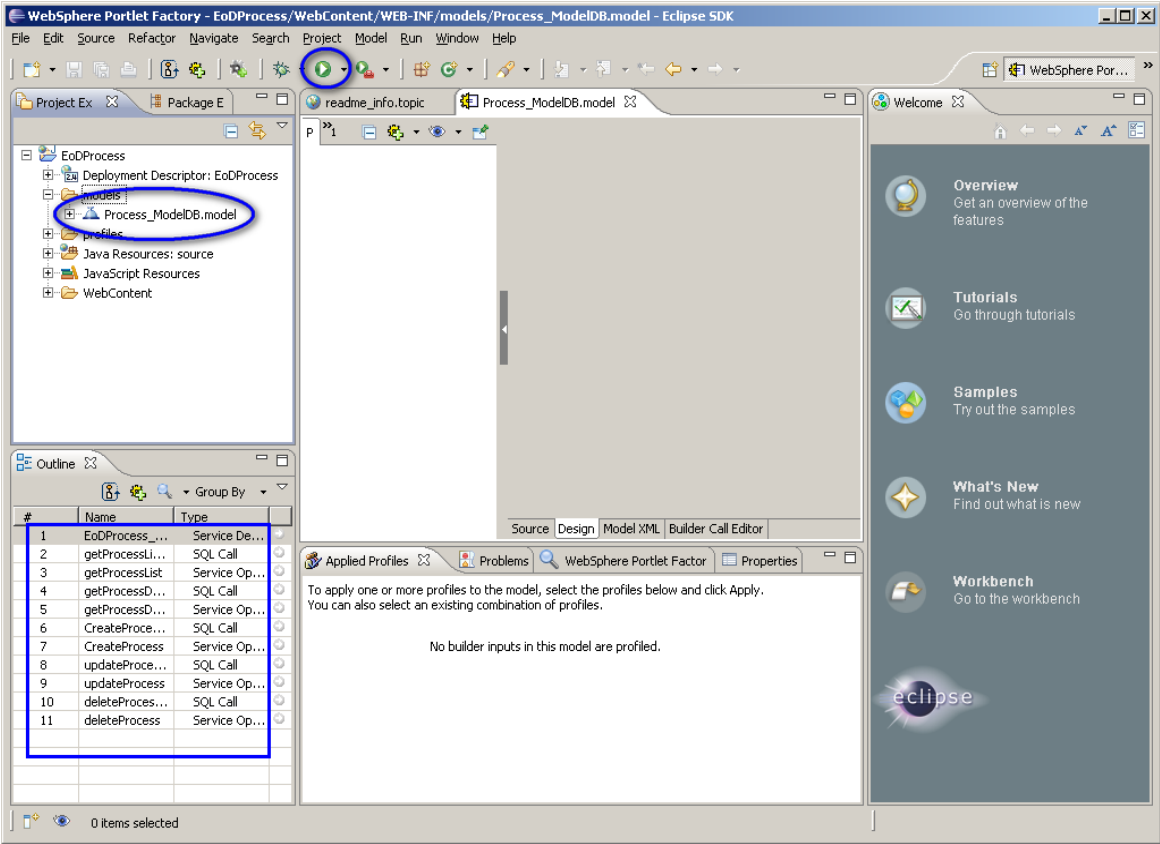 WebSphere Portlet Factory - EoDProcess/WebContent/WEB-INF/models/Process_ModelDB.model - Eclipse SDK
File Edit Source Refactor Navigate Search Project Model Run Window Help
WebSphere Por... »
Project Ex Package E
EoDProcess
Deployment Descriptor: EoDProcess
models
Process_ModelDB.model
profiles
Java Resources: source
JavaScript Resources
WebContent
Outline
Group By
# Name Type
1 EoDProcess_... Service De...
2 getProcessLi... SQL Call
3 getProcessList Service Op...
4 getProcessD... SQL Call
5 getProcessD... Service Op...
6 CreateProce... SQL Call
7 CreateProcess Service Op...
8 updateProce... SQL Call
9 updateProcess Service Op...
10 deleteProces... SQL Call
11 deleteProcess Service Op...
readme_info.topic Process_ModelDB.model
P »1
Source Design Model XML Builder Call Editor
Applied Profiles Problems WebSphere Portlet Factor Properties
To apply one or more profiles to the model, select the profiles below and click Apply.
You can also select an existing combination of profiles.
No builder inputs in this model are profiled.
Welcome
Overview
Get an overview of the
features
Tutorials
Go through tutorials
Samples
Try out the samples
What's New
Find out what is new
Workbench
Go to the workbench
eclipse
0 items selected